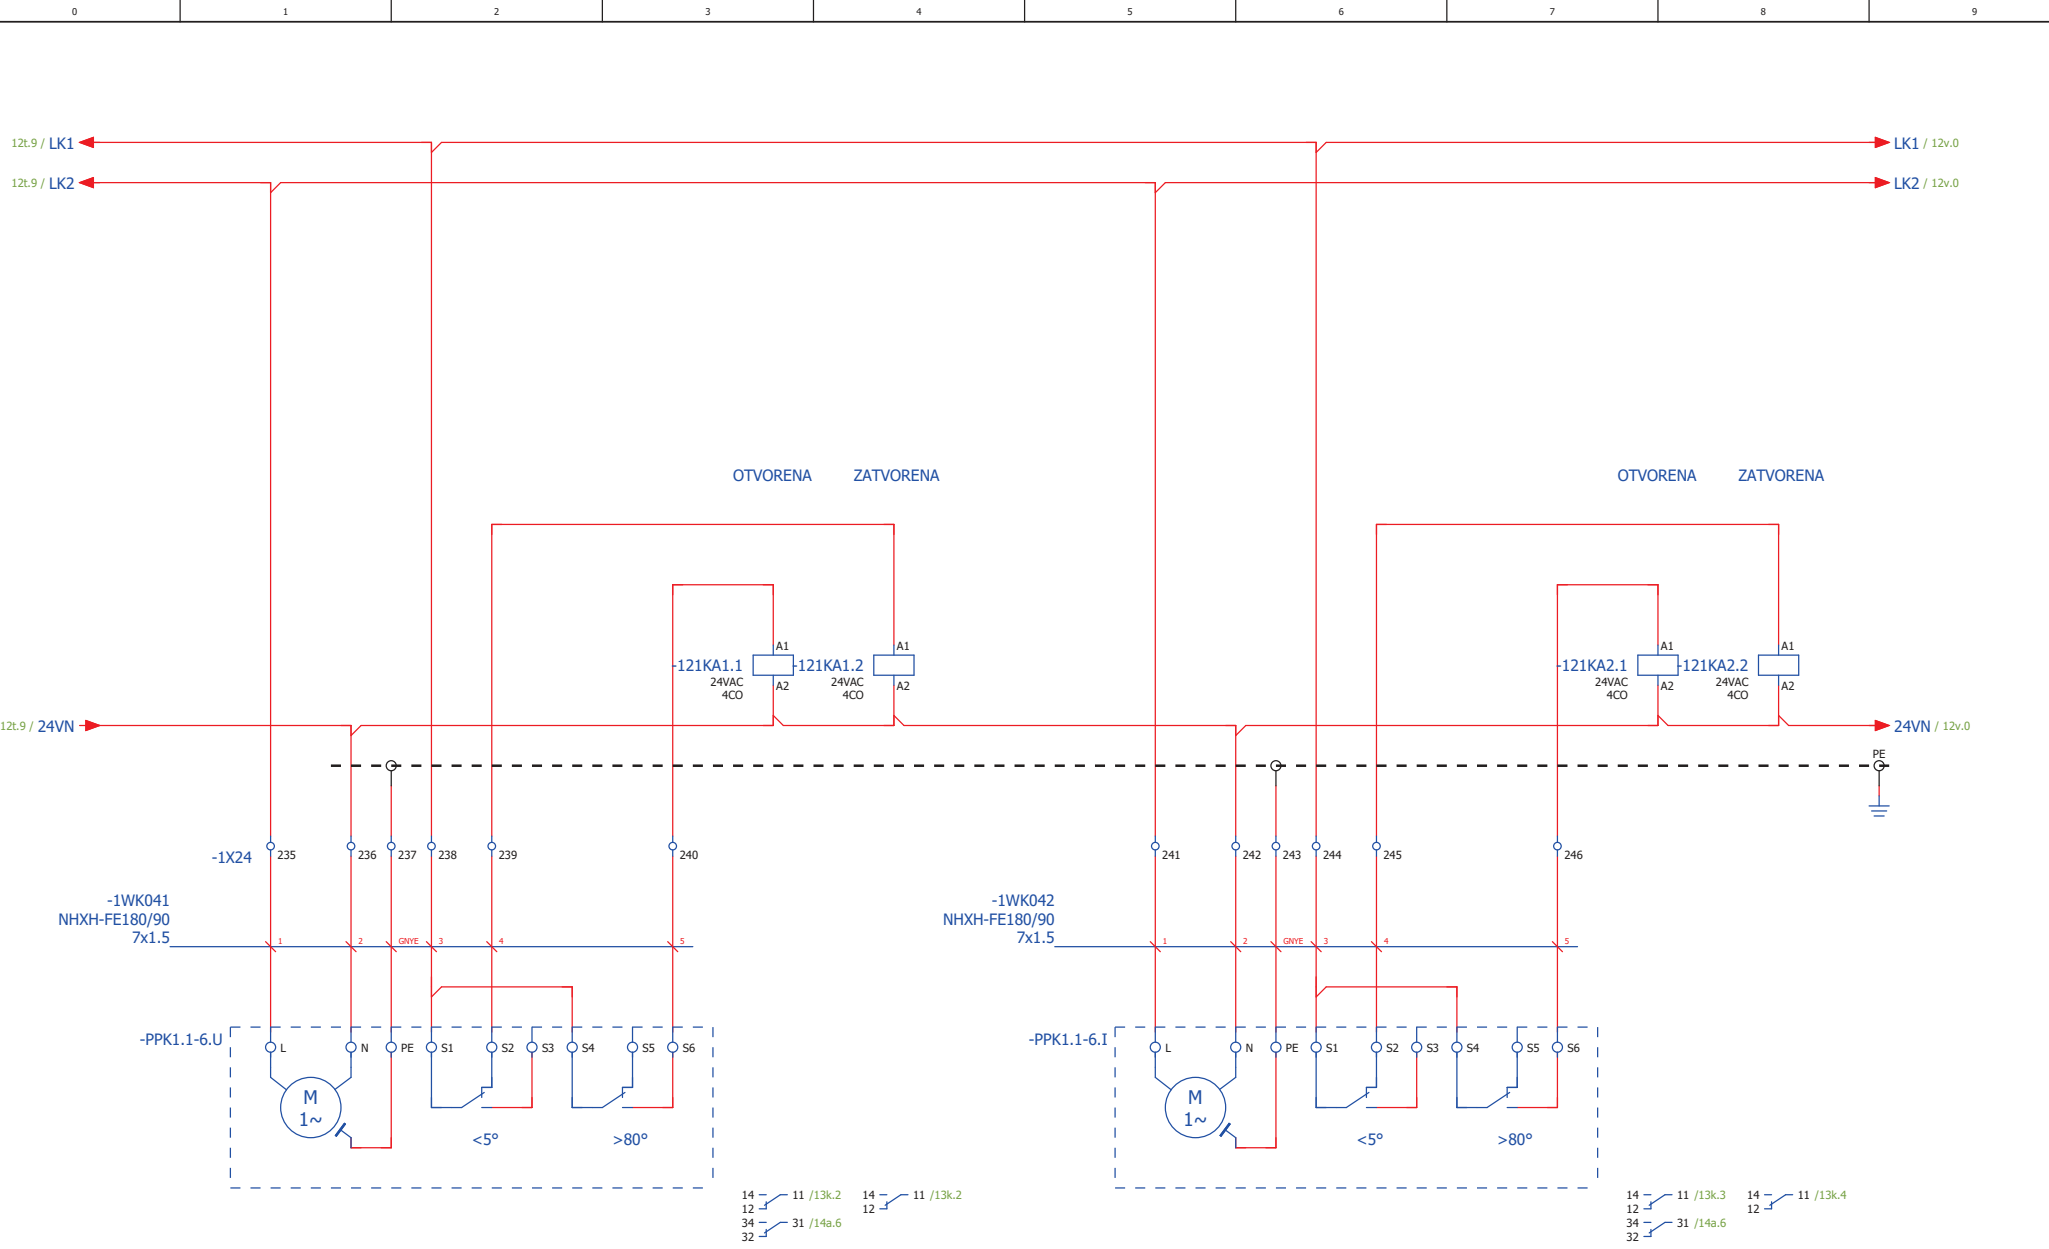 0 1 2 3 4 5 6 7 8 9
12t.9 / LK1 LK1 / 12v.0
12t.9 / LK2 LK2 / 12v.0
OTVORENA ZATVORENA OTVORENA ZATVORENA
A1 A1 A1 A1
-121KA1.1 -121KA1.2 -121KA2.1 -121KA2.2
24VAC A2 24VAC A2 24VAC A2 24VAC A2
4CO 4CO 4CO 4CO
12t.9 / 24VN 24VN / 12v.0
PE
-1X24 235 236 237 238 239 240 241 242 243 244 245 246
-1WK041 -1WK042
NHXH-FE180/90 NHXH-FE180/90
7x1.5 1 2 GNYE 3 4 5 7x1.5 1 2 GNYE 3 4 5
-PPK1.1-6.U -PPK1.1-6.I
L N PE S1 S2 S3 S4 S5 S6 L N PE S1 S2 S3 S4 S5 S6
M M
1~ 1~
<5° >80° <5° >80°
14 11 /13k.2 14 11 /13k.2 14 11 /13k.3 14 11 /13k.4
12 12 12 12
34 31 /14a.6 34 31 /14a.6
32 32